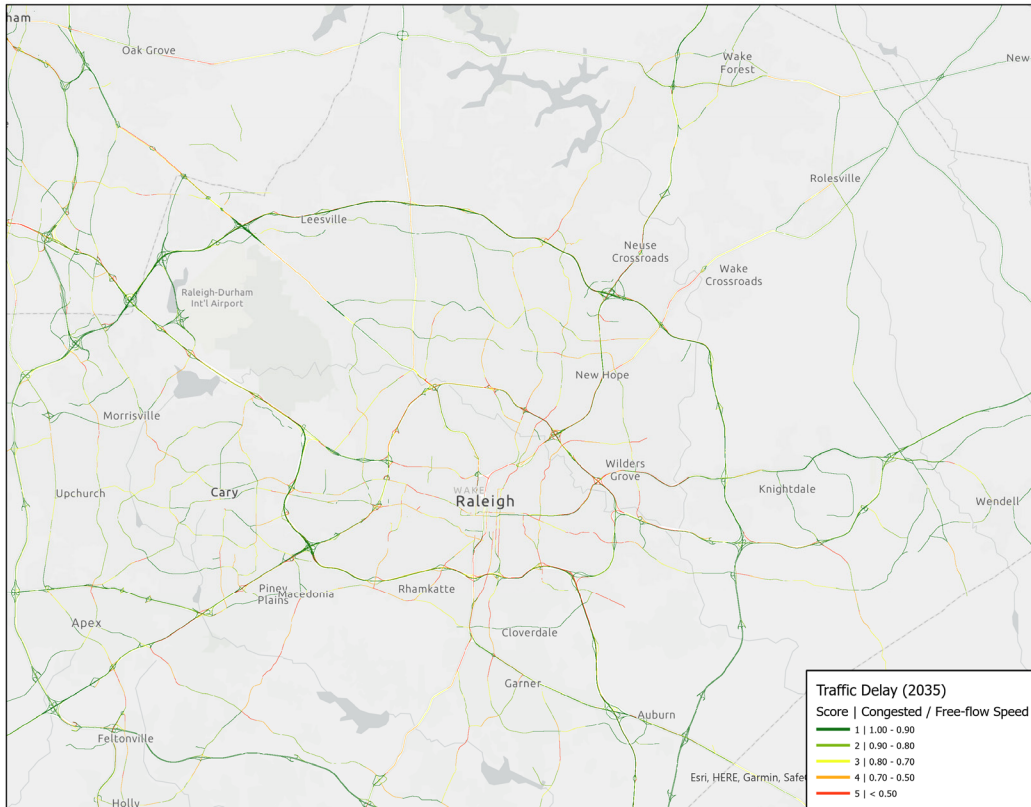 ham
Oak Grove
Wake
Forest
New
Rolesville
Leesville
Neuse
Crossroads
Wake
Crossroads
Raleigh-Durham
Int'l Airport
New Hope
Morrisville
Wilders
Grove
Upchurch
Cary
WAKE
Raleigh
Knightdale
Wendell
Piney
Plains
Macedonia
Rhamkatte
Apex
Cloverdale
Garner
Auburn
Feltonville
Holly
Esri, HERE, Garmin, Safe
Traffic Delay (2035)
Score | Congested / Free-flow Speed
1 | 1.00 - 0.90
2 | 0.90 - 0.80
3 | 0.80 - 0.70
4 | 0.70 - 0.50
5 | < 0.50